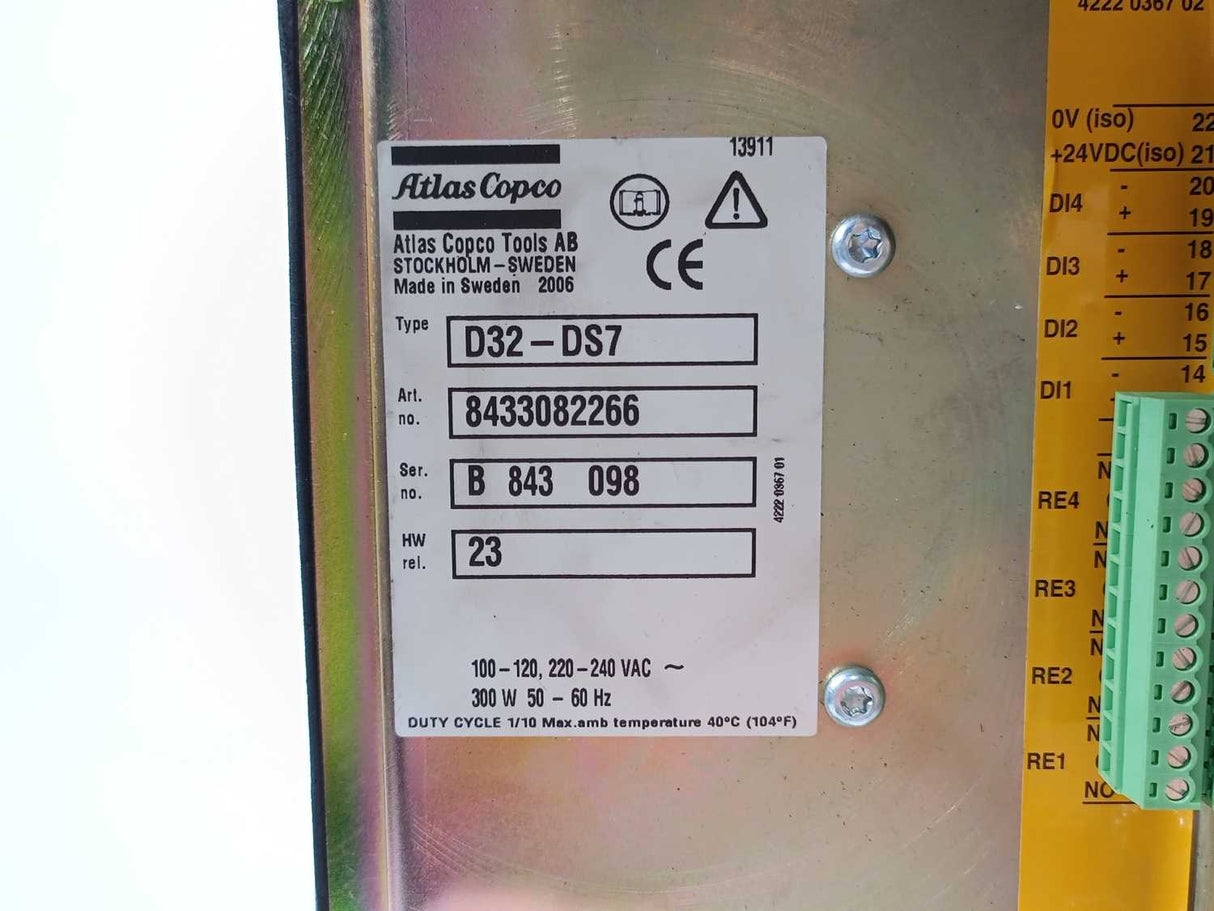 13911
Atlas Copco
Atlas Copco Tools AB
STOCKHOLM – SWEDEN
Made in Sweden 2006
CE
Type D32 – DS7
Art. no. 8433082266
Ser. no. B 843 098
HW rel. 23
4222 0367 01
100 – 120, 220 – 240 VAC ~
300 W 50 – 60 Hz
DUTY CYCLE 1/10 Max.amb temperature 40°C (104°F)
4222 0367 02
0V (iso) 22
+24VDC(iso) 21
- 20
DI4
+ 19
- 18
DI3
+ 17
- 16
DI2
+ 15
- 14
DI1
RE4
RE3
RE2
RE1
NO